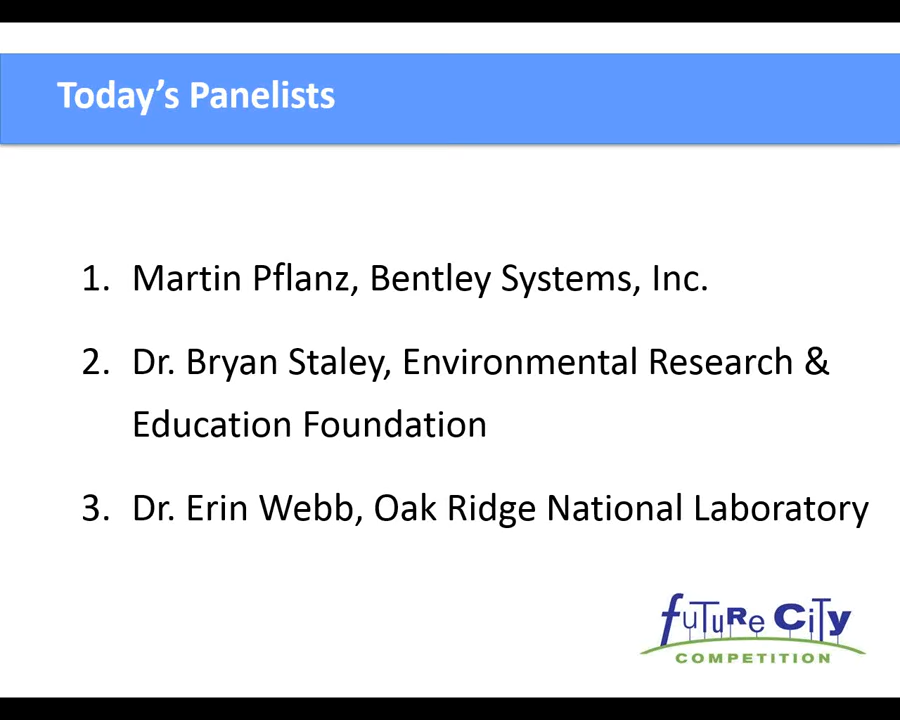 Today's Panelists
1. Martin Pflanz, Bentley Systems, Inc.
2. Dr. Bryan Staley, Environmental Research &
Education Foundation
3. Dr. Erin Webb, Oak Ridge National Laboratory
fuTuRe CiTy
COMPETITION